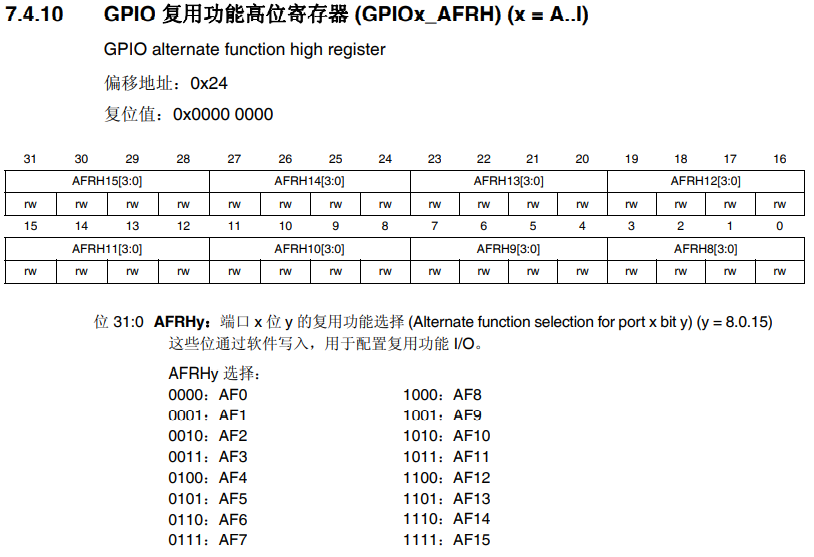 7.4.10 GPIO 复用功能高位寄存器 (GPIOx_AFRH) (x = A..I)
GPIO alternate function high register
偏移地址：0x24
复位值：0x0000 0000
31 30 29 28 27 26 25 24 23 22 21 20 19 18 17 16
AFRH15[3:0] AFRH14[3:0] AFRH13[3:0] AFRH12[3:0]
rw rw rw rw rw rw rw rw rw rw rw rw rw rw rw rw
15 14 13 12 11 10 9 8 7 6 5 4 3 2 1 0
AFRH11[3:0] AFRH10[3:0] AFRH9[3:0] AFRH8[3:0]
rw rw rw rw rw rw rw rw rw rw rw rw rw rw rw rw
位 31:0 AFRHy：端口 x 位 y 的复用功能选择 (Alternate function selection for port x bit y) (y = 8.0.15)
这些位通过软件写入，用于配置复用功能 I/O。
AFRHy 选择：
0000：AF0 1000：AF8
0001：AF1 1001：AF9
0010：AF2 1010：AF10
0011：AF3 1011：AF11
0100：AF4 1100：AF12
0101：AF5 1101：AF13
0110：AF6 1110：AF14
0111：AF7 1111：AF15